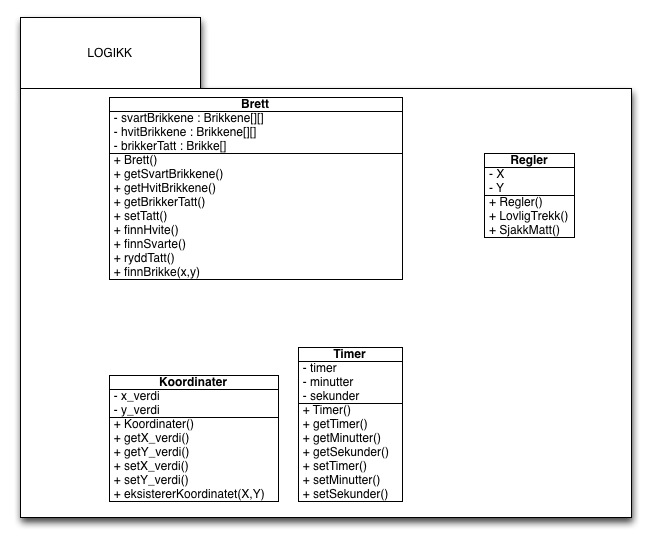 LOGIKK
Brett
- svartBrikkene : Brikkene[][]
- hvitBrikkene : Brikkene[][]
- brikkerTatt : Brikke[]
+ Brett()
+ getSvartBrikkene()
+ getHvitBrikkene()
+ getBrikkerTatt()
+ setTatt()
+ finnHvite()
+ finnSvarte()
+ ryddTatt()
+ finnBrikke(x,y)
Regler
- X
- Y
+ Regler()
+ LovligTrekk()
+ SjakkMatt()
Koordinater
- x_verdi
- y_verdi
+ Koordinater()
+ getX_verdi()
+ getY_verdi()
+ setX_verdi()
+ setY_verdi()
+ eksistererKoordinatet(X,Y)
Timer
- timer
- minutter
- sekunder
+ Timer()
+ getTimer()
+ getMinutter()
+ getSekunder()
+ setTimer()
+ setMinutter()
+ setSekunder()